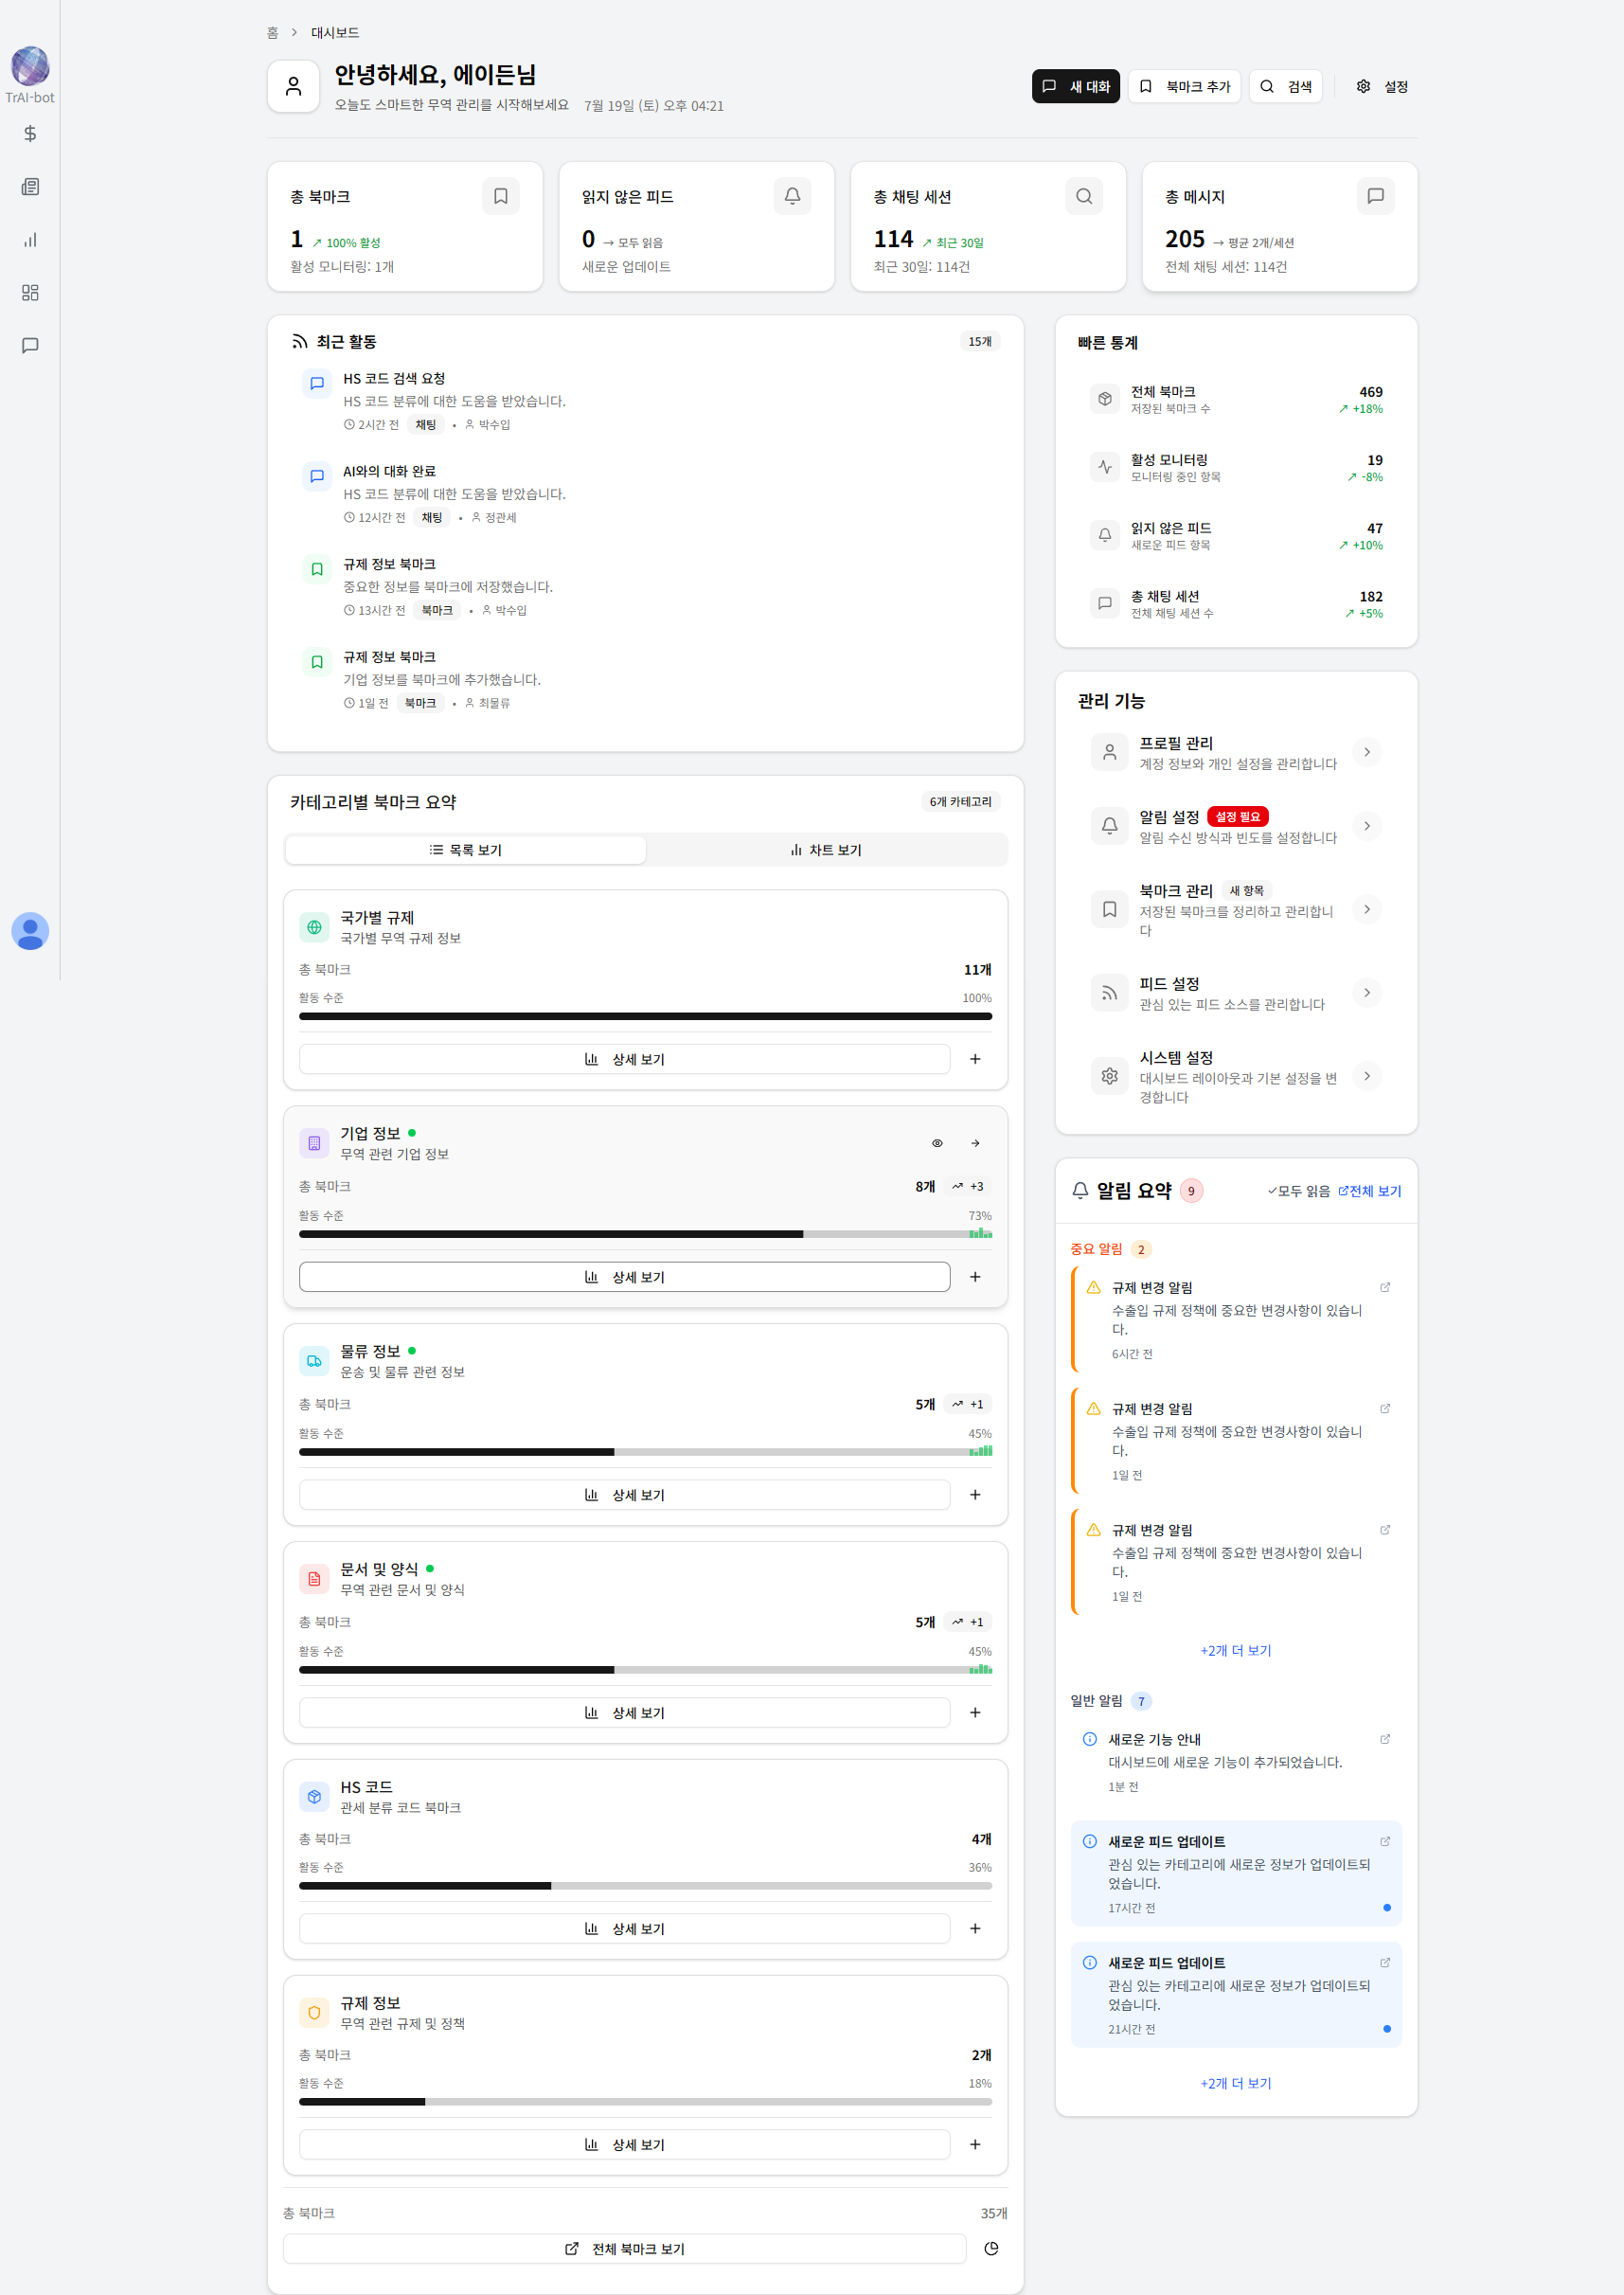 TrAI-bot
홈 > 대시보드
안녕하세요, 에이든님
오늘도 스마트한 무역 관리를 시작해보세요 7월 19일 (토) 오후 04:21
새 대화
북마크 추가
검색
설정
총 북마크
1 ↗ 100% 활성
활성 모니터링: 1개
읽지 않은 피드
0 → 모두 읽음
새로운 업데이트
총 채팅 세션
114 ↗ 최근 30일
최근 30일: 114건
총 메시지
205 → 평균 2개/세션
전체 채팅 세션: 114건
최근 활동
15개
HS 코드 검색 요청
HS 코드 분류에 대한 도움을 받았습니다.
2시간 전 채팅 • 박수입
AI와의 대화 완료
HS 코드 분류에 대한 도움을 받았습니다.
12시간 전 채팅 • 정관세
규제 정보 북마크
중요한 정보를 북마크에 저장했습니다.
13시간 전 북마크 • 박수입
규제 정보 북마크
기업 정보를 북마크에 추가했습니다.
1일 전 북마크 • 최물류
카테고리별 북마크 요약
6개 카테고리
목록 보기
차트 보기
국가별 규제
국가별 무역 규제 정보
총 북마크 11개
활동 수준 100%
상세 보기 +
기업 정보
무역 관련 기업 정보
총 북마크 8개 +3
활동 수준 73%
상세 보기 +
물류 정보
운송 및 물류 관련 정보
총 북마크 5개 +1
활동 수준 45%
상세 보기 +
문서 및 양식
무역 관련 문서 및 양식
총 북마크 5개 +1
활동 수준 45%
상세 보기 +
HS 코드
관세 분류 코드 북마크
총 북마크 4개
활동 수준 36%
상세 보기 +
규제 정보
무역 관련 규제 및 정책
총 북마크 2개
활동 수준 18%
상세 보기 +
총 북마크 35개
전체 북마크 보기
빠른 통계
전체 북마크 469
저장된 북마크 수 ↗ +18%
활성 모니터링 19
모니터링 중인 항목 ↗ -8%
읽지 않은 피드 47
새로운 피드 항목 ↗ +10%
총 채팅 세션 182
전체 채팅 세션 수 ↗ +5%
관리 기능
프로필 관리
계정 정보와 개인 설정을 관리합니다
알림 설정 설정 필요
알림 수신 방식과 빈도를 설정합니다
북마크 관리 새 항목
저장된 북마크를 정리하고 관리합니
다
피드 설정
관심 있는 피드 소스를 관리합니다
시스템 설정
대시보드 레이아웃과 기본 설정을 변
경합니다
알림 요약 9
모두 읽음 전체 보기
중요 알림 2
규제 변경 알림
수출입 규제 정책에 중요한 변경사항이 있습니
다.
6시간 전
규제 변경 알림
수출입 규제 정책에 중요한 변경사항이 있습니
다.
1일 전
규제 변경 알림
수출입 규제 정책에 중요한 변경사항이 있습니
다.
1일 전
+2개 더 보기
일반 알림 7
새로운 기능 안내
대시보드에 새로운 기능이 추가되었습니다.
1분 전
새로운 피드 업데이트
관심 있는 카테고리에 새로운 정보가 업데이트되
었습니다.
17시간 전
새로운 피드 업데이트
관심 있는 카테고리에 새로운 정보가 업데이트되
었습니다.
21시간 전
+2개 더 보기